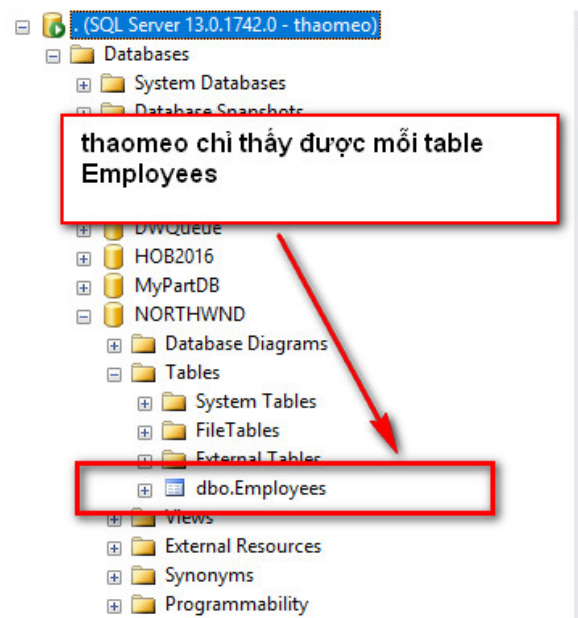 . (SQL Server 13.0.1742.0 - thaomeo)
Databases
System Databases
Database Snapshots
thaomeo chỉ thấy được mỗi table
Employees
DWQueue
HOB2016
MyPartDB
NORTHWND
Database Diagrams
Tables
System Tables
FileTables
External Tables
dbo.Employees
Views
External Resources
Synonyms
Programmability